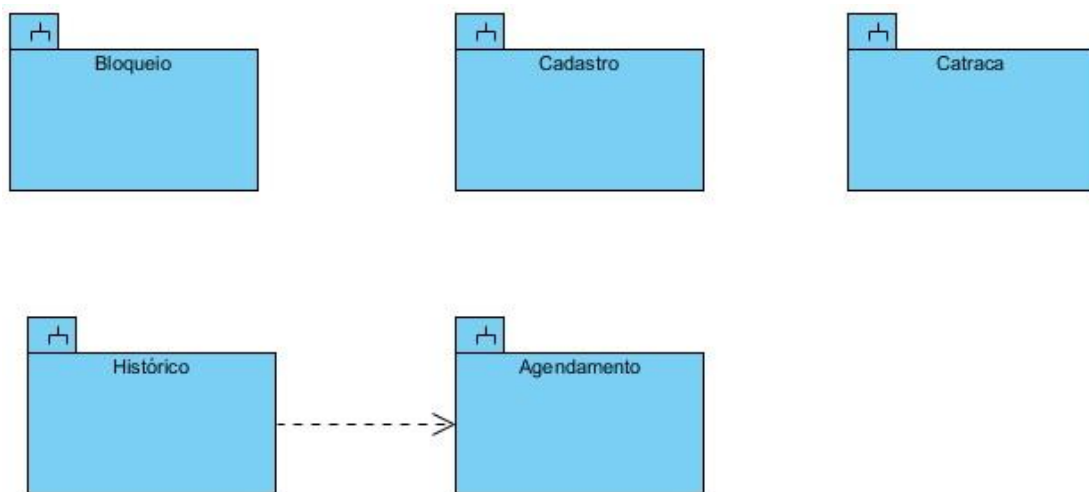 Bloqueio
Cadastro
Catraca
Histórico
Agendamento